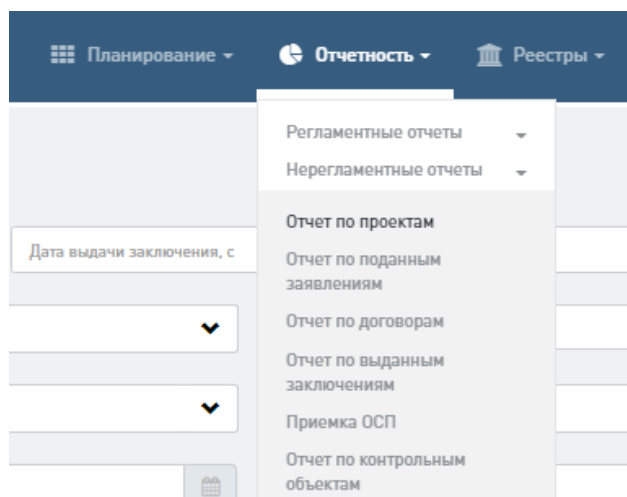 Планирование
Отчетность
Реестры
Регламентные отчеты
Нерегламентные отчеты
Отчет по проектам
Дата выдачи заключения, с
Отчет по поданным
заявлениям
Отчет по договорам
Отчет по выданным
заключениям
Приемка ОСП
Отчет по контрольным
объектам